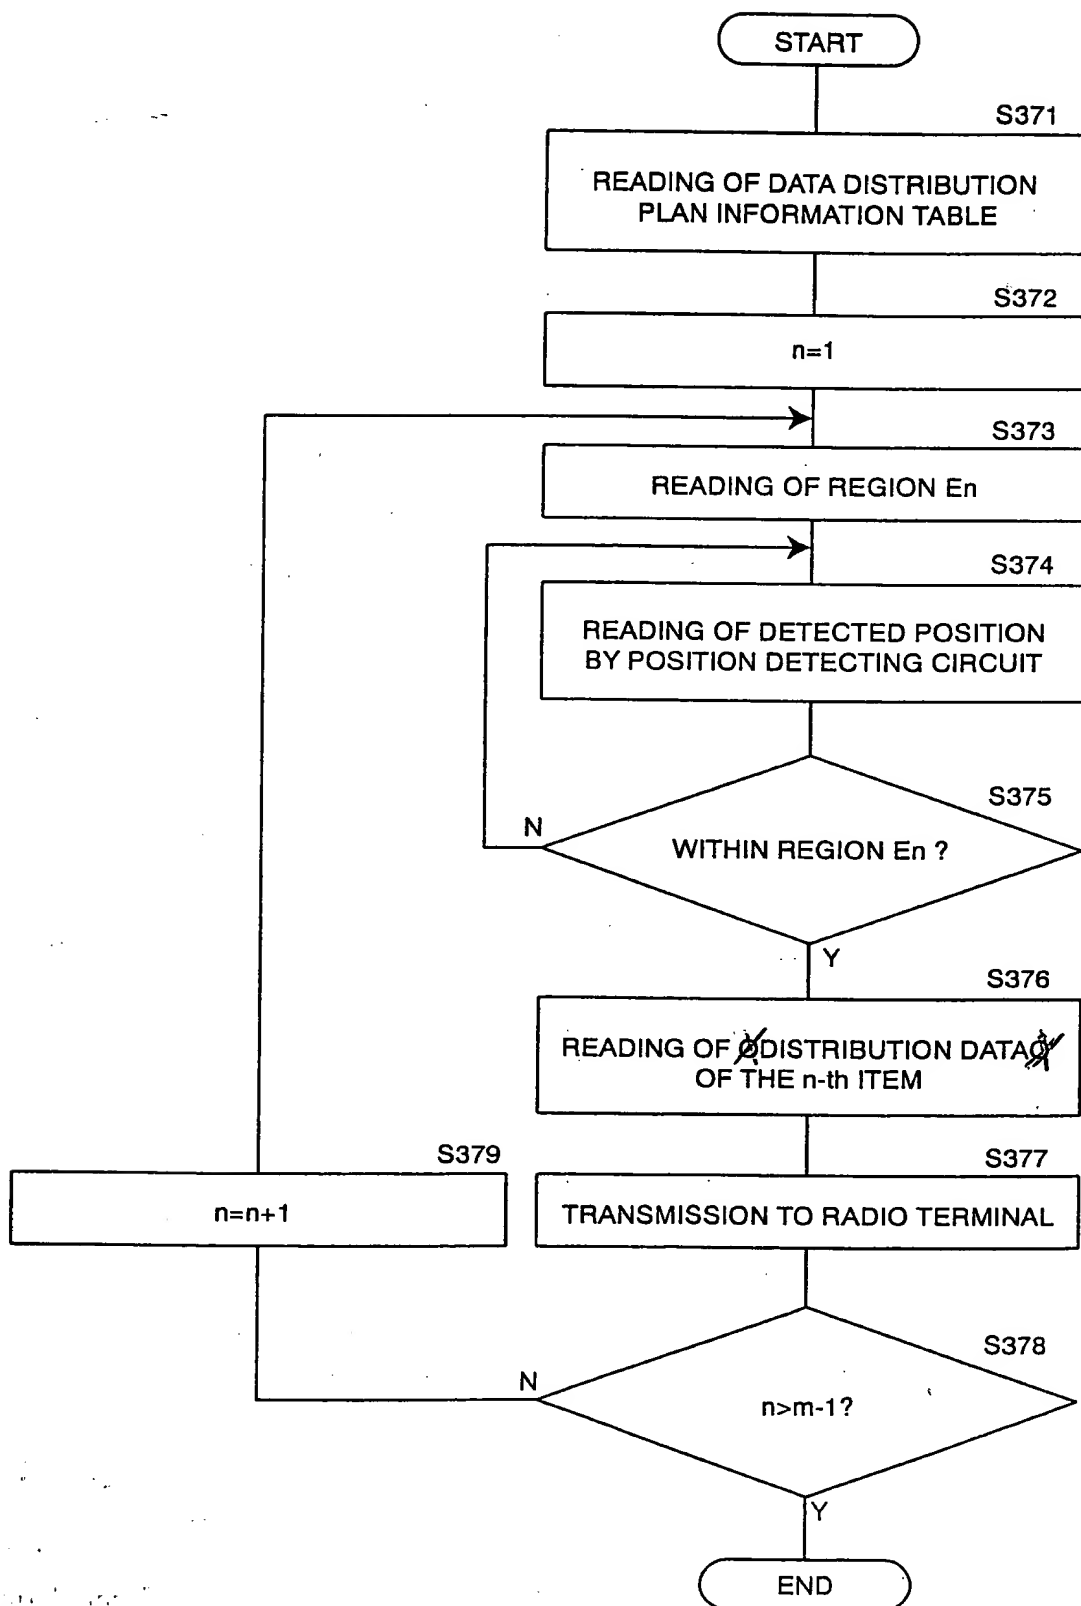 START
S371
READING OF DATA DISTRIBUTION
PLAN INFORMATION TABLE
S372
n=1
S373
READING OF REGION En
S374
READING OF DETECTED POSITION
BY POSITION DETECTING CIRCUIT
S375
N
WITHIN REGION En ?
Y
S376
READING OF DISTRIBUTION DATA
OF THE n-th ITEM
S379
S377
n=n+1
TRANSMISSION TO RADIO TERMINAL
S378
N
n>m-1?
Y
END